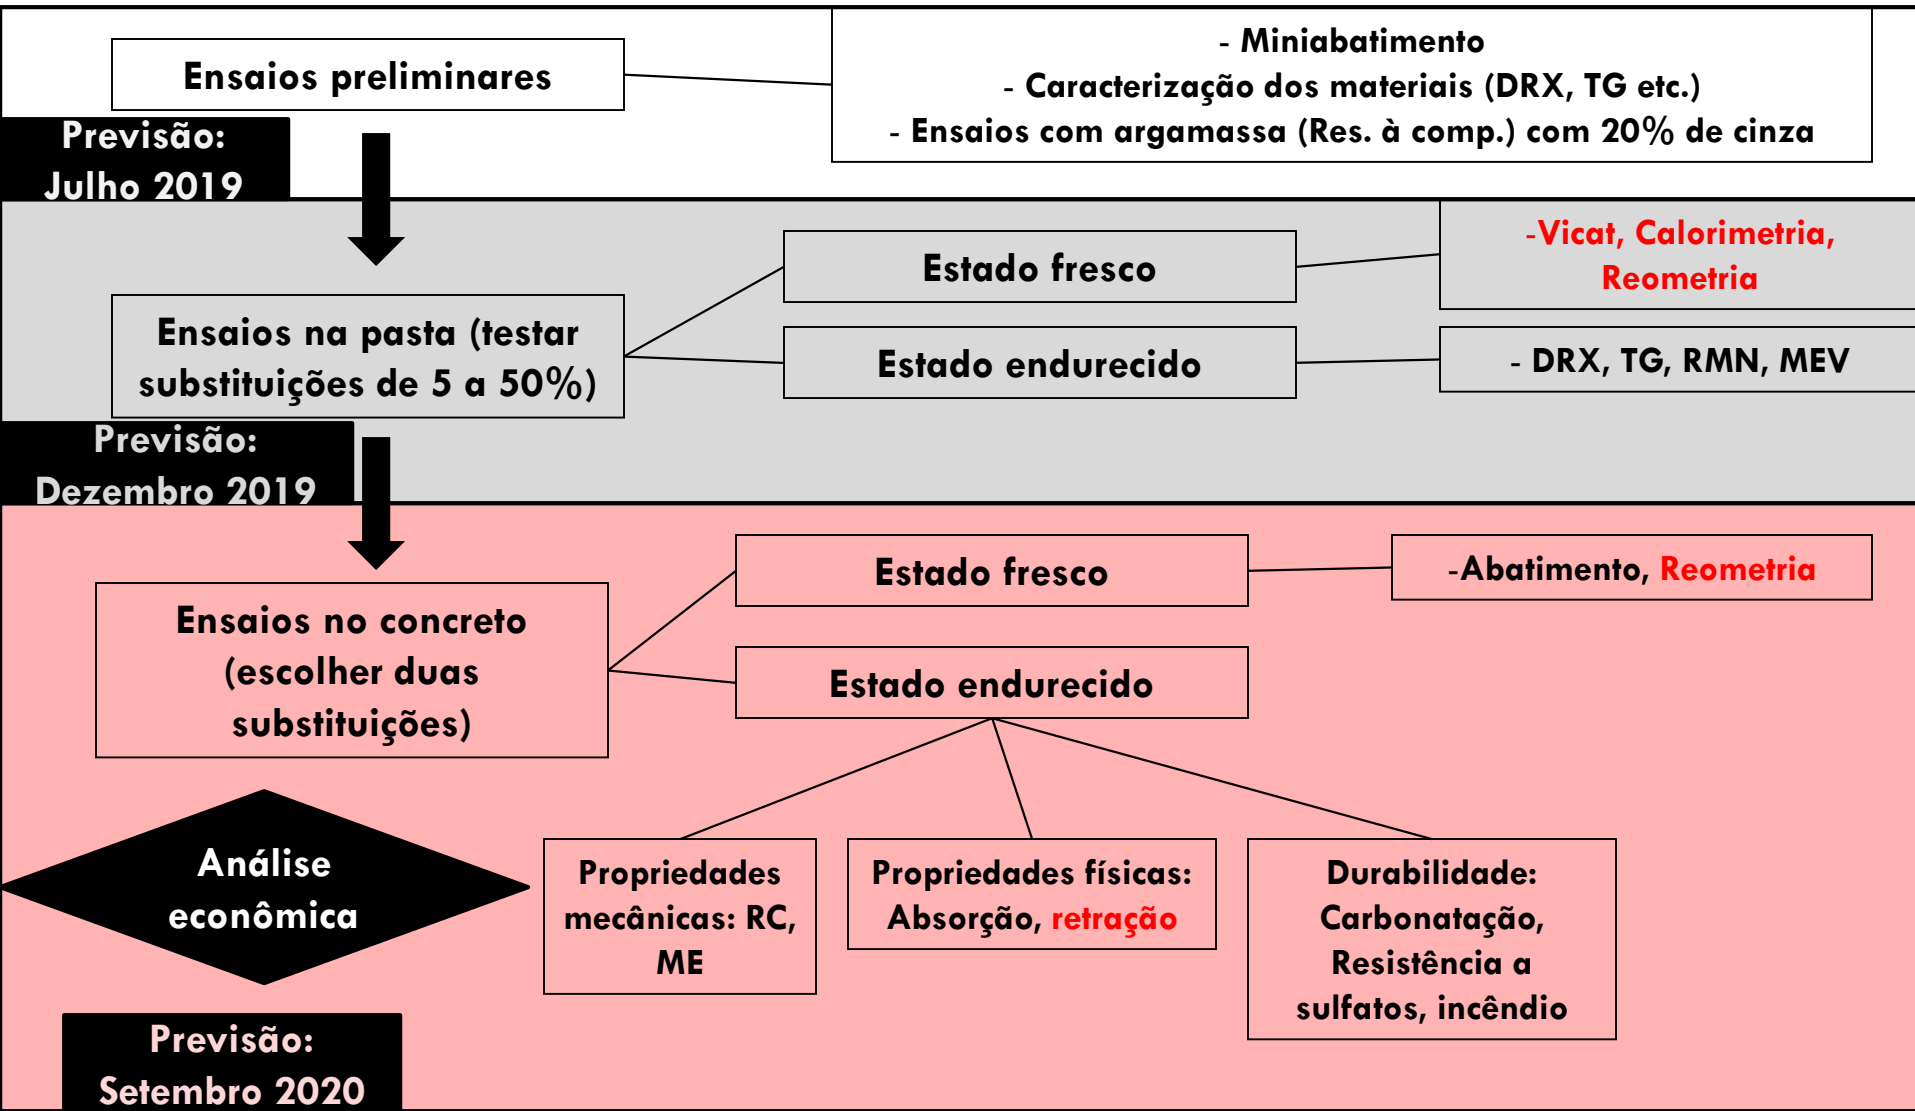 Ensaios preliminares
- Miniabatimento
- Caracterização dos materiais (DRX, TG etc.)
- Ensaios com argamassa (Res. à comp.) com 20% de cinza
Previsão:
Julho 2019
Ensaios na pasta (testar
substituições de 5 a 50%)
Estado fresco
-Vicat, Calorimetria,
Reometria
Estado endurecido
- DRX, TG, RMN, MEV
Previsão:
Dezembro 2019
Ensaios no concreto
(escolher duas
substituições)
Estado fresco
-Abatimento, Reometria
Estado endurecido
Propriedades
mecânicas: RC,
ME
Propriedades físicas:
Absorção, retração
Durabilidade:
Carbonatação,
Resistência a
sulfatos, incêndio
Análise
econômica
Previsão:
Setembro 2020